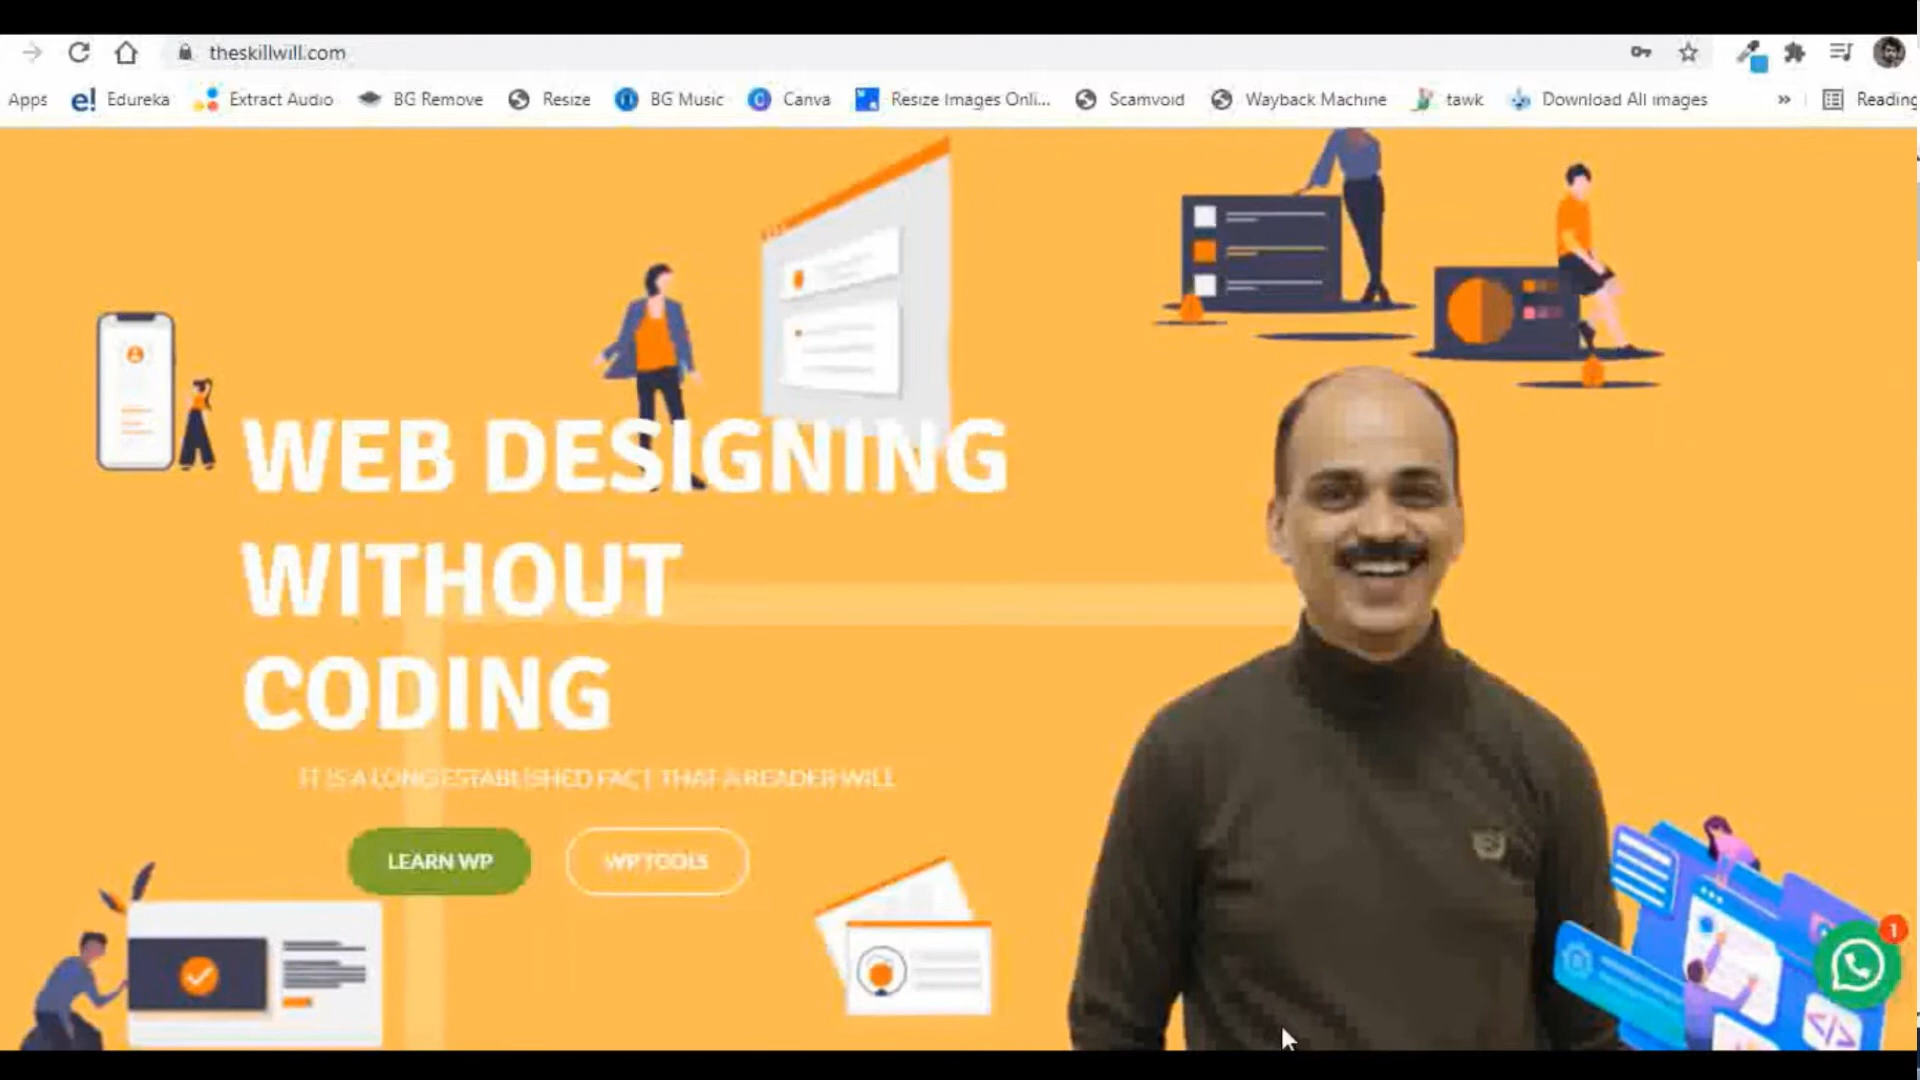 theskillwill.com
Apps e! Edureka Extract Audio BG Remove Resize BG Music Canva Resize Images Onli... Scamvoid Wayback Machine tawk Download All Images » Reading
WEB DESIGNING
WITHOUT
CODING
IT IS A LONG ESTABLISHED FACT THAT A READER WILL
LEARN WP WP TOOLS
1